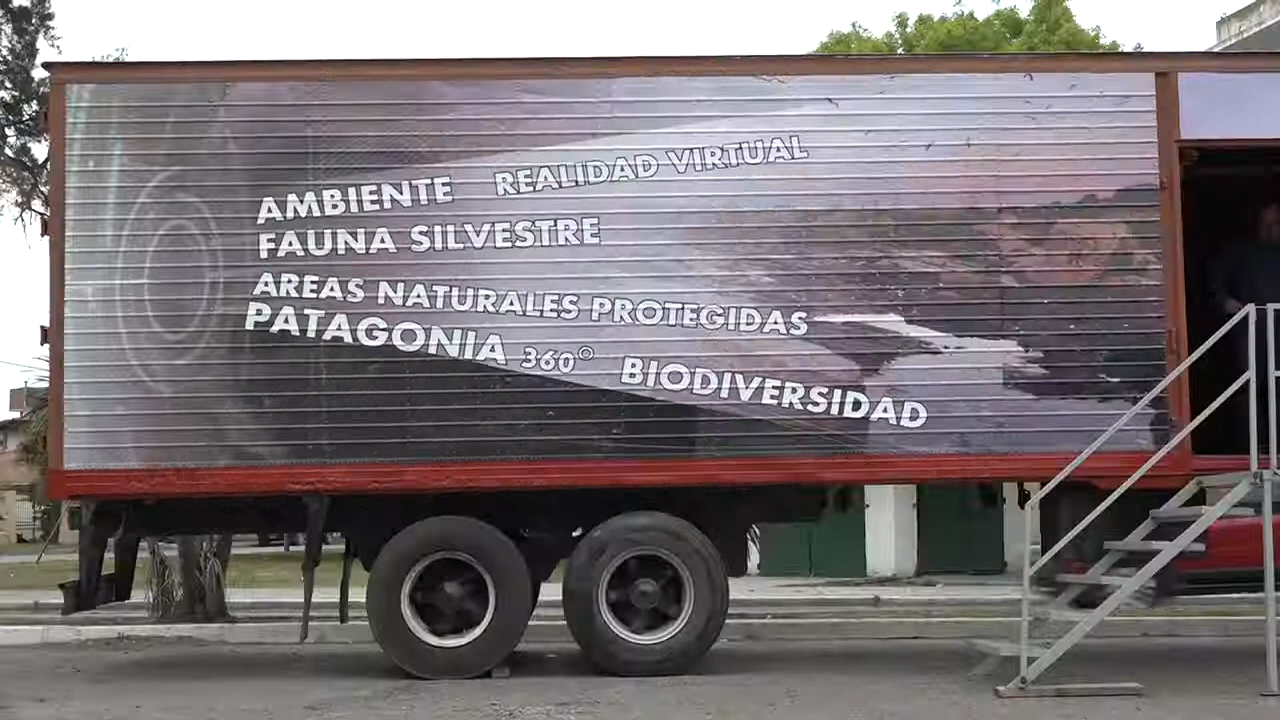 AMBIENTE REALIDAD VIRTUAL
FAUNA SILVESTRE
AREAS NATURALES PROTEGIDAS
PATAGONIA 360° BIODIVERSIDAD